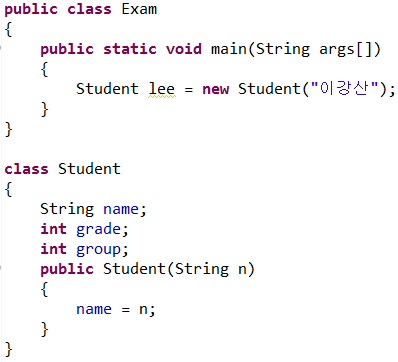 public class Exam
{
    public static void main(String args[])
    {
        Student lee = new Student("이강산");
    }
}

class Student
{
    String name;
    int grade;
    int group;
    public Student(String n)
    {
        name = n;
    }
}